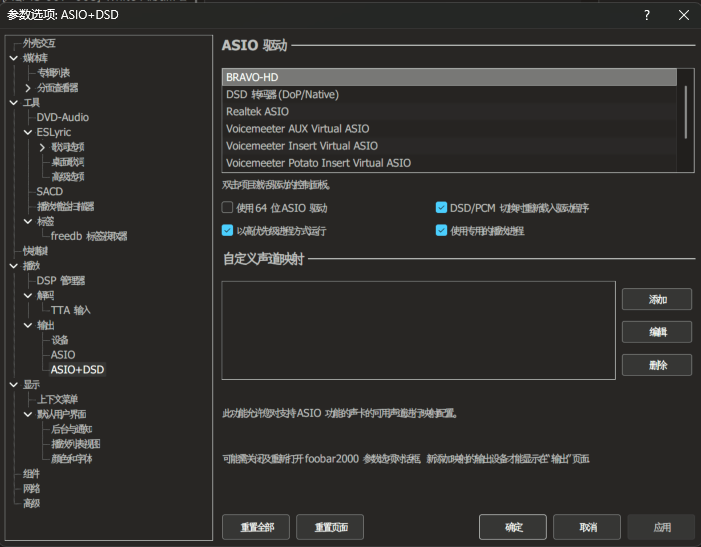 参数选项: ASIO+DSD
外壳交互
媒体库
专辑列表
分面查看器
工具
DVD-Audio
ESLyric
歌词选项
桌面歌词
高级选项
SACD
播放增益扫描器
标签
freedb 标签获取器
快捷键
播放
DSP 管理器
解码
TTA 输入
输出
设备
ASIO
ASIO+DSD
显示
上下文菜单
默认用户界面
后台与通知
播放列表视图
颜色和字体
组件
网络
高级
ASIO 驱动
BRAVO-HD
DSD 转码器 (DoP/Native)
Realtek ASIO
Voicemeeter AUX Virtual ASIO
Voicemeeter Insert Virtual ASIO
Voicemeeter Potato Insert Virtual ASIO
双击项目激活驱动的控制面板。
使用 64 位 ASIO 驱动
DSD/PCM 切换时重新载入驱动程序
以高优先级进程方式运行
使用专用的播放进程
自定义声道映射
添加
编辑
删除
此功能允许您对支持 ASIO 功能的声卡的可用声道进行映射配置。
可能需关闭及重新打开 foobar2000 参数选项对话框，新添加映射的输出设备才能显示在“输出”页面
重置全部
重置页面
确定
取消
应用